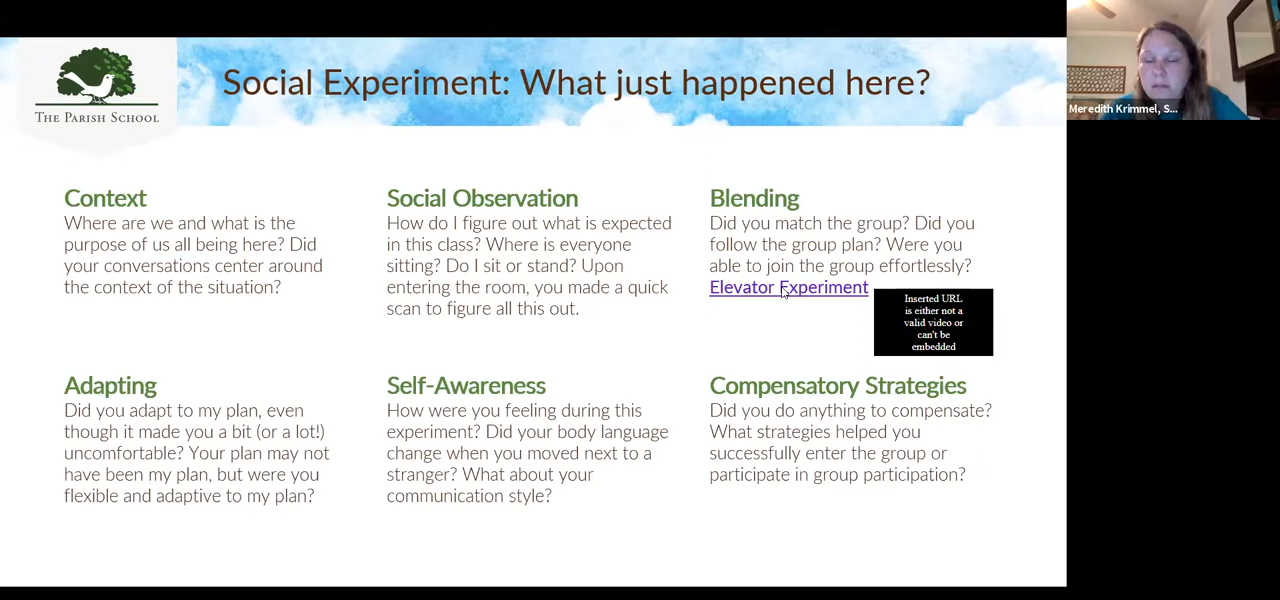 THE PARISH SCHOOL
Social Experiment: What just happened here?
Meredith Krimmel, S...
Context
Where are we and what is the
purpose of us all being here? Did
your conversations center around
the context of the situation?
Social Observation
How do I figure out what is expected
in this class? Where is everyone
sitting? Do I sit or stand? Upon
entering the room, you made a quick
scan to figure all this out.
Blending
Did you match the group? Did you
follow the group plan? Were you
able to join the group effortlessly?
Elevator Experiment
Inserted URL
is either not a
valid video or
can't be
embedded
Adapting
Did you adapt to my plan, even
though it made you a bit (or a lot!)
uncomfortable? Your plan may not
have been my plan, but were you
flexible and adaptive to my plan?
Self-Awareness
How were you feeling during this
experiment? Did your body language
change when you moved next to a
stranger? What about your
communication style?
Compensatory Strategies
Did you do anything to compensate?
What strategies helped you
successfully enter the group or
participate in group participation?